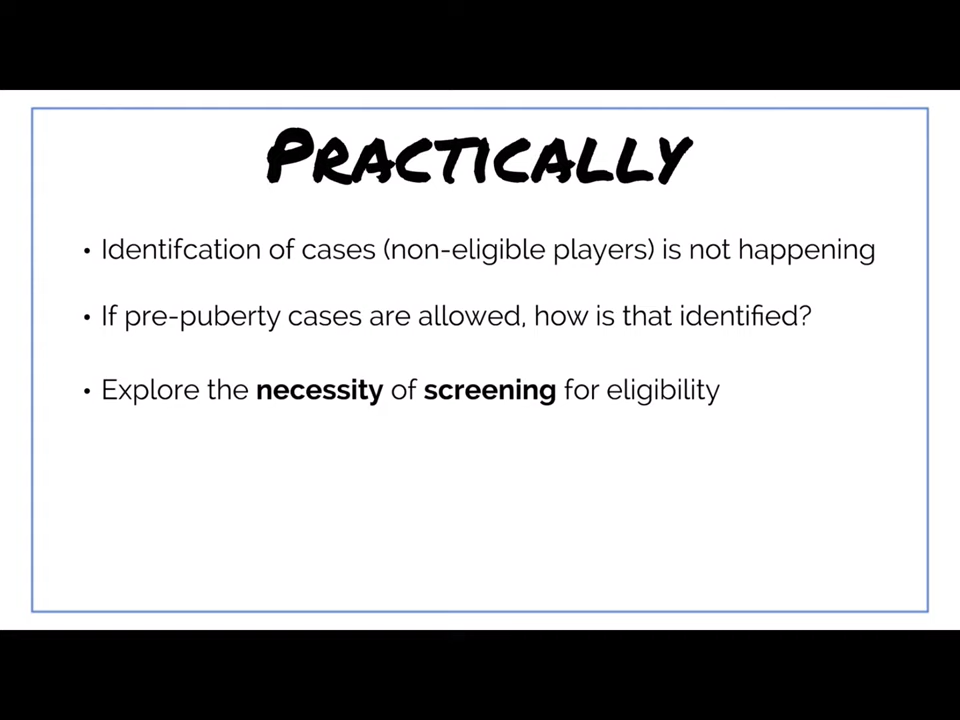 PRACTICALLY
• Identifcation of cases (non-eligible players) is not happening
• If pre-puberty cases are allowed, how is that identified?
• Explore the necessity of screening for eligibility